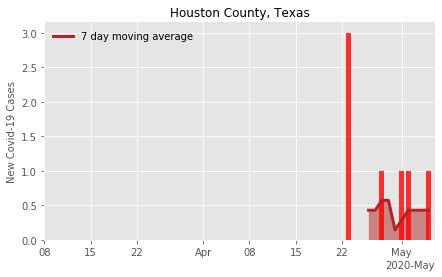 Houston County, Texas
7 day moving average
New Covid-19 Cases
3.0
2.5
2.0
1.5
1.0
0.5
0.0
08 15 22 Apr 08 15 22 May
2020-May